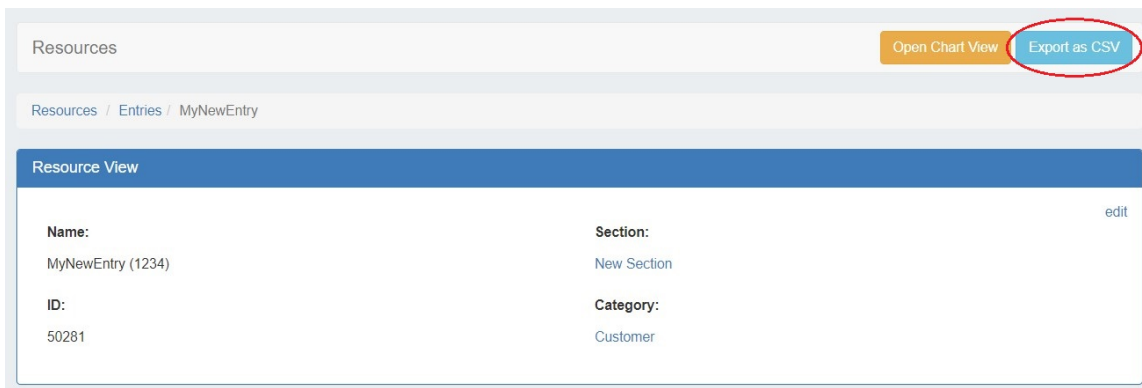 Resources Open Chart View Export as CSV
Resources / Entries / MyNewEntry
Resource View
edit
Name: Section:
MyNewEntry (1234) New Section
ID: Category:
50281 Customer